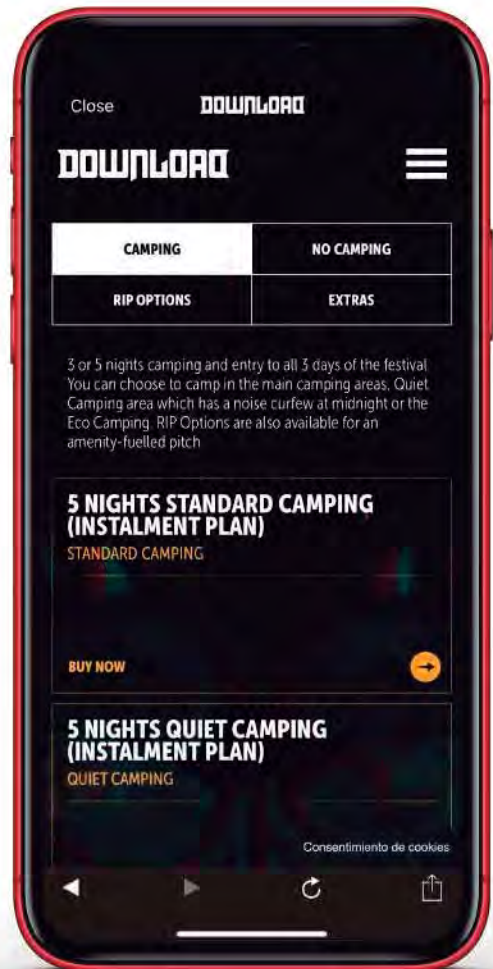 Close
DOWNLOAD
DOWNLOAD
CAMPING
NO CAMPING
RIP OPTIONS
EXTRAS
3 or 5 nights camping and entry to all 3 days of the festival
You can choose to camp in the main camping areas, Quiet
Camping area which has a noise curfew at midnight or the
Eco Camping. RIP Options are also available for an
amenity-fuelled pitch
5 NIGHTS STANDARD CAMPING
(INSTALMENT PLAN)
STANDARD CAMPING
BUY NOW
5 NIGHTS QUIET CAMPING
(INSTALMENT PLAN)
QUIET CAMPING
Consentimiento de cookies